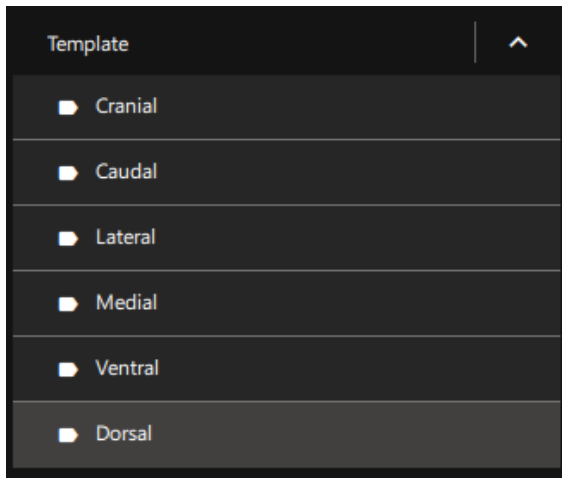 Template
Cranial
Caudal
Lateral
Medial
Ventral
Dorsal